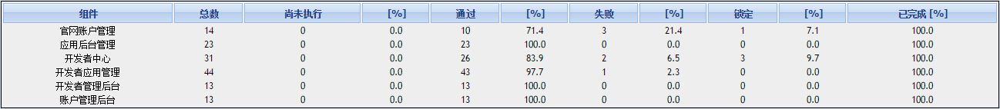 组件 总数 尚未执行 [%] 通过 [%] 失败 [%] 锁定 [%] 已完成 [%]
官网账户管理 14 0 0.0 10 71.4 3 21.4 1 7.1 100.0
应用后台管理 23 0 0.0 23 100.0 0 0.0 0 0.0 100.0
开发者中心 31 0 0.0 26 83.9 2 6.5 3 9.7 100.0
开发者应用管理 44 0 0.0 43 97.7 1 2.3 0 0.0 100.0
开发者管理后台 13 0 0.0 13 100.0 0 0.0 0 0.0 100.0
账户管理后台 13 0 0.0 13 100.0 0 0.0 0 0.0 100.0